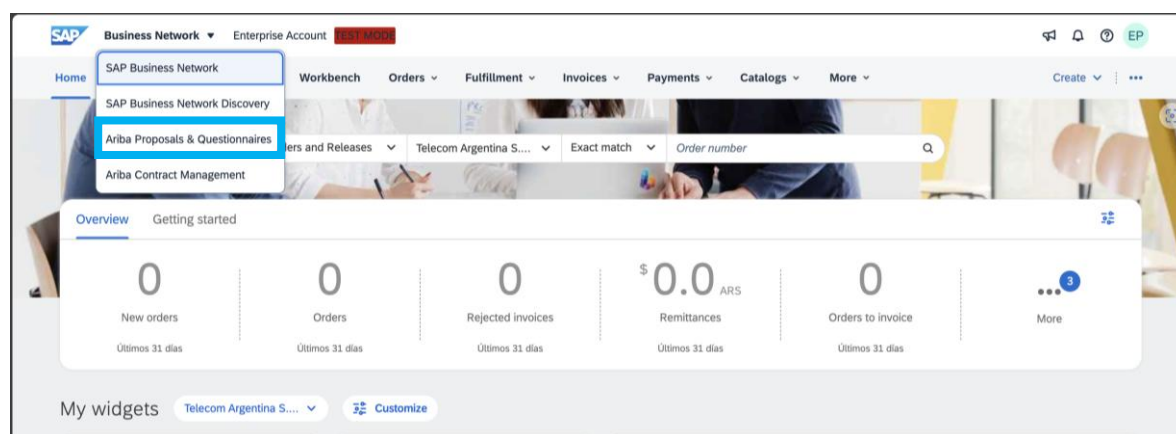 SAP Business Network Enterprise Account TEST MODE EP
Home Workbench Orders Fulfillment Invoices Payments Catalogs More Create
SAP Business Network
SAP Business Network Discovery
Ariba Proposals & Questionnaires
Ariba Contract Management
ders and Releases Telecom Argentina S.... Exact match Order number
Overview Getting started
0 0 0 $0.0 ARS 0 ... 3
New orders Orders Rejected invoices Remittances Orders to invoice More
Últimos 31 días Últimos 31 días Últimos 31 días Últimos 31 días Últimos 31 días
My widgets Telecom Argentina S.... Customize